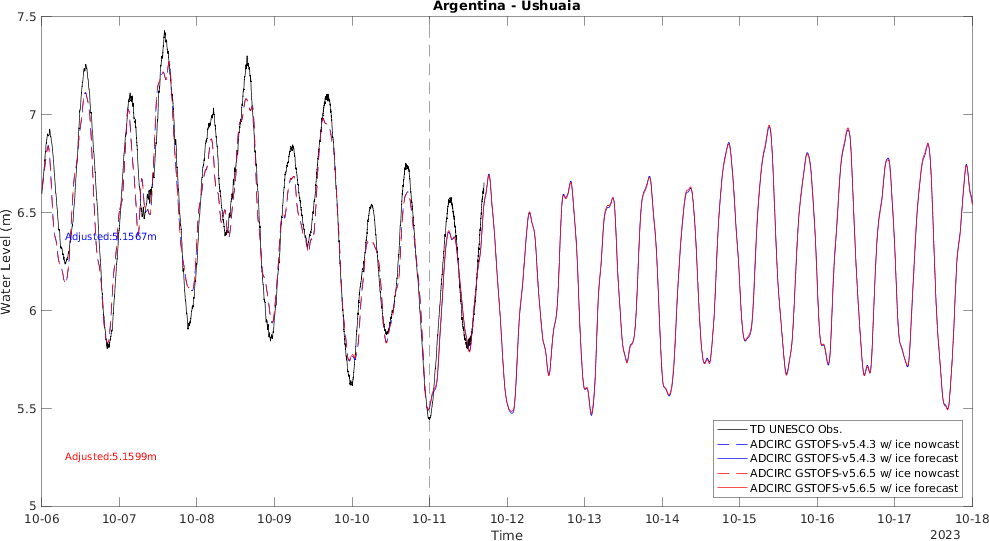 Argentina - Ushuaia
Water Level (m)
7.5
7
6.5
6
5.5
5
Adjusted:5.1567m
Adjusted:5.1599m
TD UNESCO Obs.
ADCIRC GSTOFS-v5.4.3 w/ ice nowcast
ADCIRC GSTOFS-v5.4.3 w/ ice forecast
ADCIRC GSTOFS-v5.6.5 w/ ice nowcast
ADCIRC GSTOFS-v5.6.5 w/ ice forecast
10-06 10-07 10-08 10-09 10-10 10-11 10-12 10-13 10-14 10-15 10-16 10-17 10-18
Time
2023